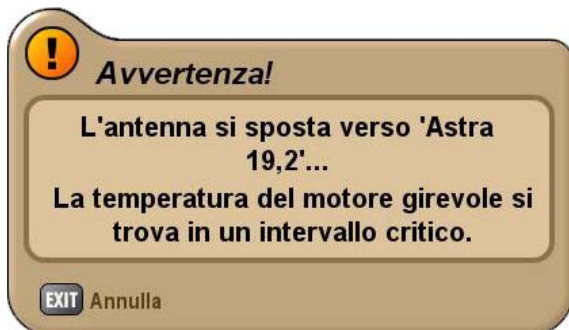 !
Avvertenza!
L'antenna si sposta verso 'Astra
19,2'...
La temperatura del motore girevole si
trova in un intervallo critico.
EXIT Annulla